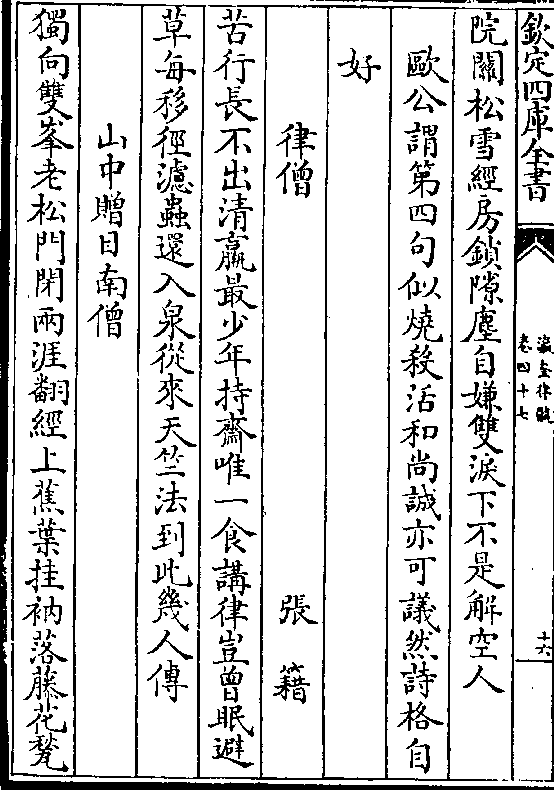 欽定四庫全書
瀛奎律髓
卷四十七
十六
院關松雪經房鎖隙塵自嫌雙淚下不是解空人
歐公謂第四句似燒殺活和尚誠亦可議然詩格自
好
律僧 張籍
苦行長不出清羸最少年持齋唯一食講律豈曾眠避
草每移徑濾蟲還入泉從來天竺法到此幾人傳
山中贈日南僧
獨向雙峯老松門閉兩涯翻經上蕉葉挂衲落藤花甃